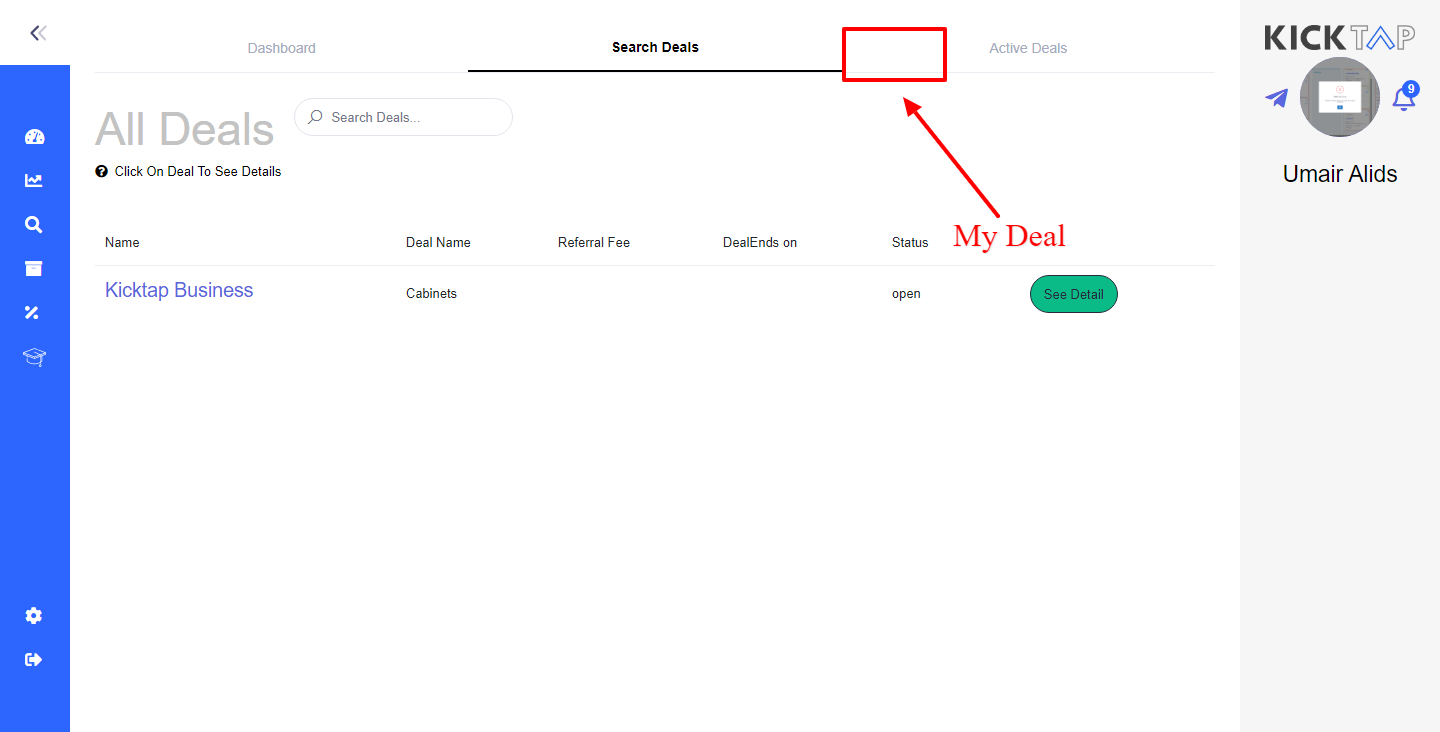 Dashboard
Search Deals
Active Deals
KICKTAP
9
All Deals
Search Deals...
Click On Deal To See Details
Umair Alids
My Deal
Name Deal Name Referral Fee DealEnds on Status
Kicktap Business Cabinets open See Detail